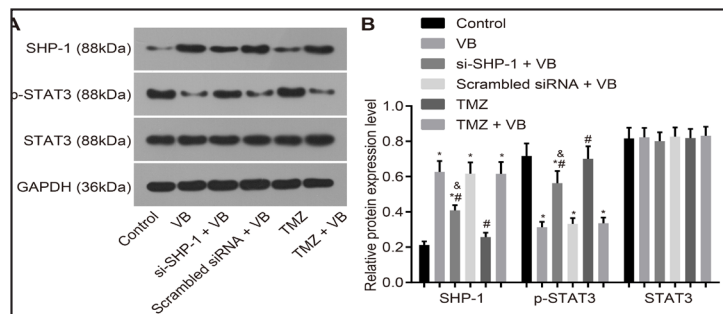 A
SHP-1 (88kDa)
p-STAT3 (88kDa)
STAT3 (88kDa)
GAPDH (36kDa)
Control
VB
si-SHP-1 + VB
Scrambled siRNA + VB
TMZ
TMZ + VB
B
Control
VB
si-SHP-1 + VB
Scrambled siRNA + VB
TMZ
TMZ + VB
Relative protein expression level
1.0
0.8
0.6
0.4
0.2
0.0
* & *# * # *
* & *# * # *
SHP-1 p-STAT3 STAT3